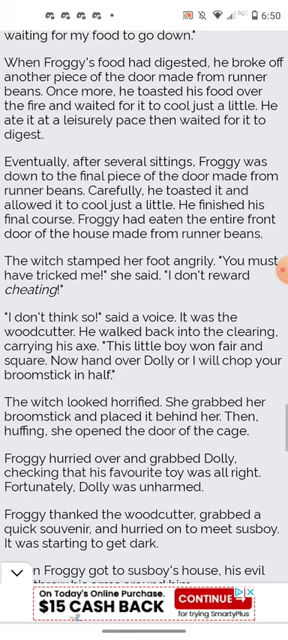 6:50
waiting for my food to go down."
When Froggy's food had digested, he broke off
another piece of the door made from runner
beans. Once more, he toasted his food over
the fire and waited for it to cool just a little. He
ate it at a leisurely pace then waited for it to
digest.
Eventually, after several sittings, Froggy was
down to the final piece of the door made from
runner beans. Carefully, he toasted it and
allowed it to cool just a little. He finished his
final course. Froggy had eaten the entire front
door of the house made from runner beans.
The witch stamped her foot angrily. "You must
have tricked me!" she said. "I don't reward
cheating!"
"I don't think so!" said a voice. It was the
woodcutter. He walked back into the clearing,
carrying his axe. "This little boy won fair and
square. Now hand over Dolly or I will chop your
broomstick in half."
The witch looked horrified. She grabbed her
broomstick and placed it behind her. Then,
huffing, she opened the door of the cage.
Froggy hurried over and grabbed Dolly,
checking that his favourite toy was all right.
Fortunately, Dolly was unharmed.
Froggy thanked the woodcutter, grabbed a
quick souvenir, and hurried on to meet susboy.
It was starting to get dark.
n Froggy got to susboy's house, his evil
On Today's Online Purchase.
$15 CASH BACK
CONTINUE
for trying SmartyPlus